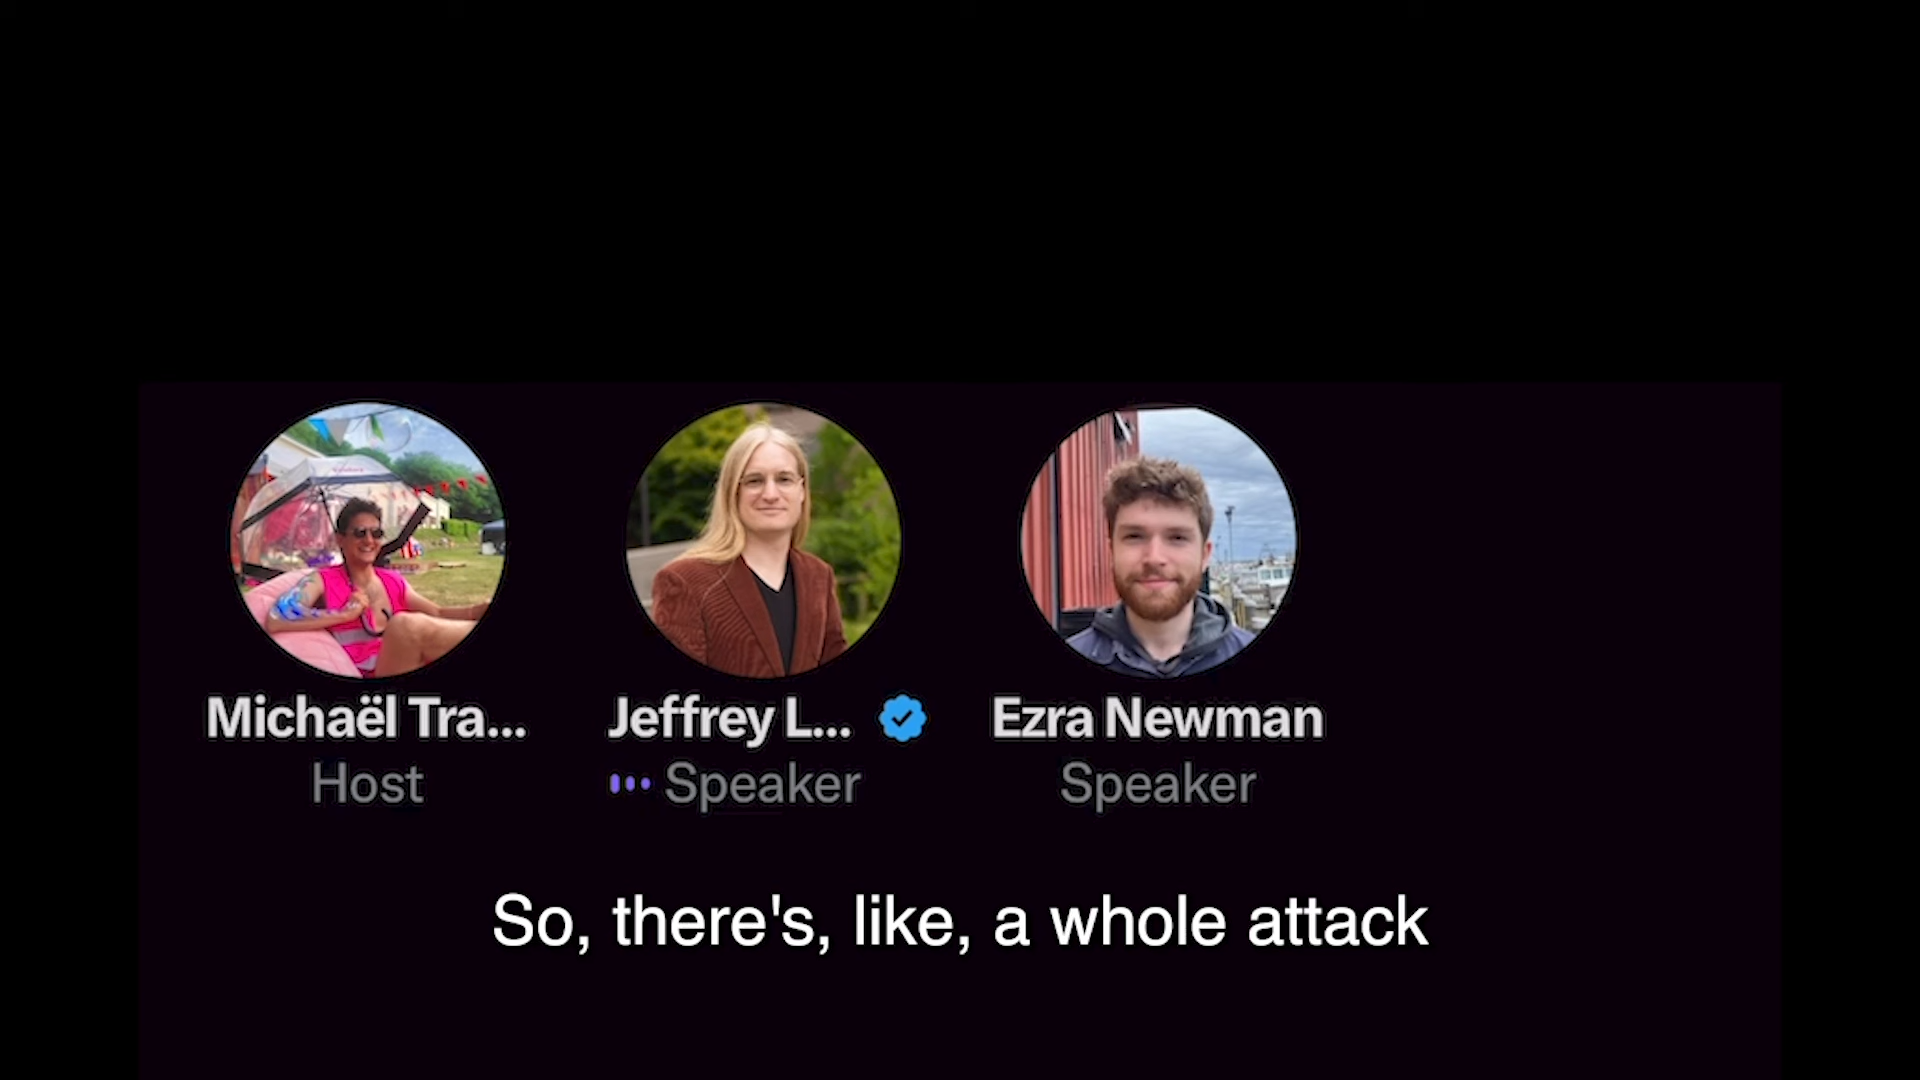 Michaël Tra... Jeffrey L... Ezra Newman
Host Speaker Speaker
So, there's, like, a whole attack